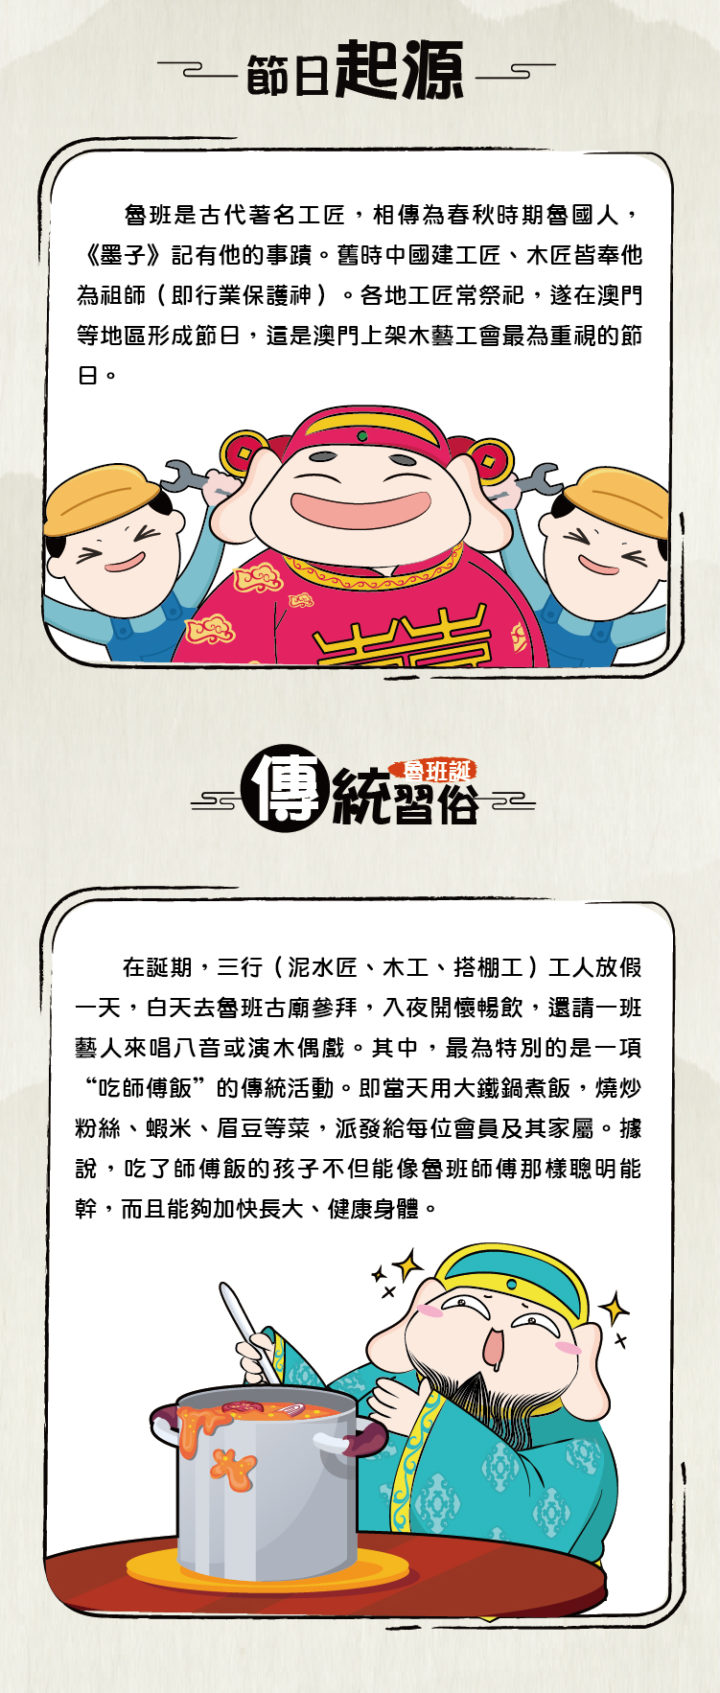 節日起源
魯班是古代著名工匠，相傳為春秋時期魯國人，
《墨子》記有他的事蹟。舊時中國建工匠、木匠皆奉他
為祖師（即行業保護神）。各地工匠常祭祀，遂在澳門
等地區形成節日，這是澳門上架木藝工會最為重視的節
日。
傳統習俗
魯班誕
在誕期，三行（泥水匠、木工、搭棚工）工人放假
一天，白天去魯班古廟參拜，入夜開懷暢飲，還請一班
藝人來唱八音或演木偶戲。其中，最為特別的是一項
“吃師傅飯”的傳統活動。即當天用大鐵鍋煮飯，燒炒
粉絲、蝦米、眉豆等菜，派發給每位會員及其家屬。據
說，吃了師傅飯的孩子不但能像魯班師傅那樣聰明能
幹，而且能夠加快長大、健康身體。